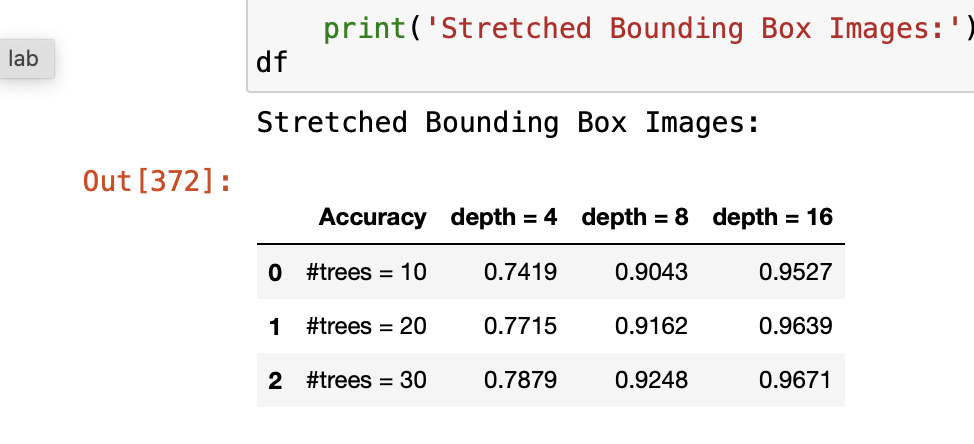 print('Stretched Bounding Box Images:')
lab
df
Stretched Bounding Box Images:
Out[372]:
Accuracy depth = 4 depth = 8 depth = 16
0 #trees = 10 0.7419 0.9043 0.9527
1 #trees = 20 0.7715 0.9162 0.9639
2 #trees = 30 0.7879 0.9248 0.9671